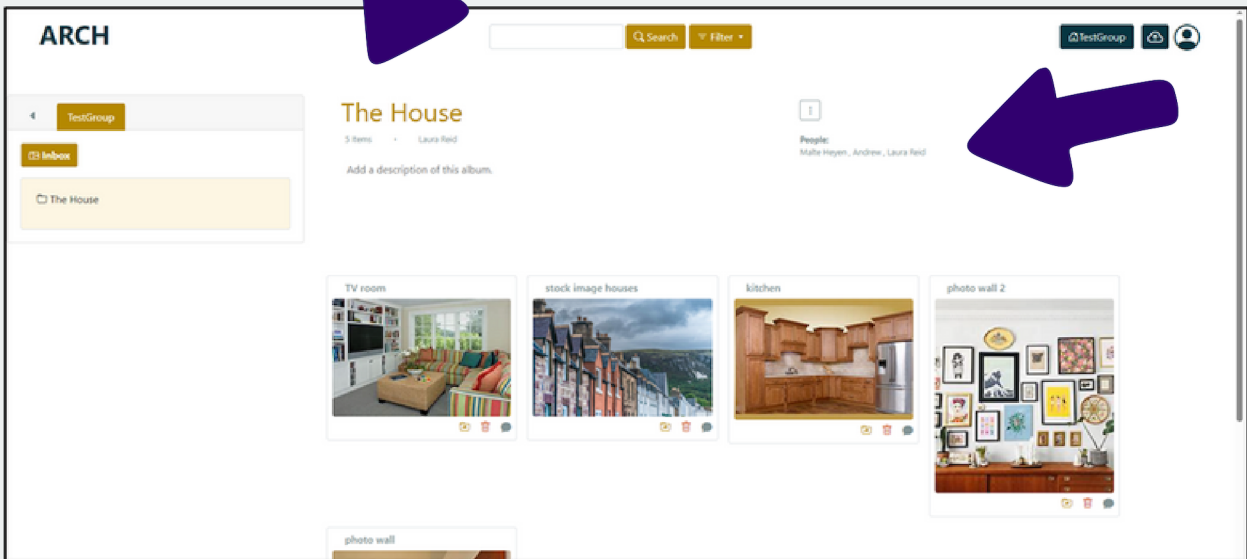 ARCH
Search
Filter
TestGroup
TestGroup
Inbox
The House
The House
5 items · Laura Reid
Add a description of this album.
People:
Malte Heyen , Andrew , Laura Reid
TV room
stock image houses
kitchen
photo wall 2
photo wall